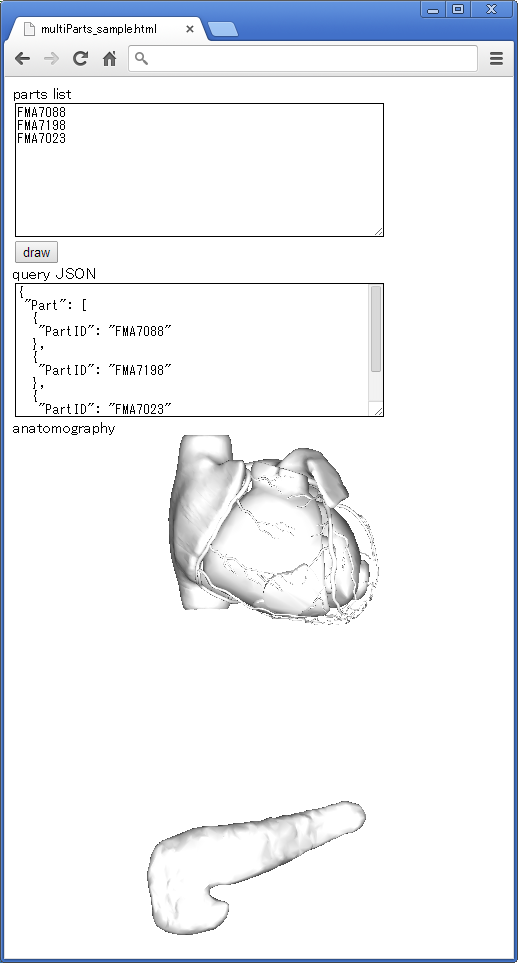 multiParts_sample.html
parts list
FMA7088
FMA7198
FMA7023
draw
query JSON
{
"Part": [
{
"PartID": "FMA7088"
},
{
"PartID": "FMA7198"
},
{
"PartID": "FMA7023"
anatomography